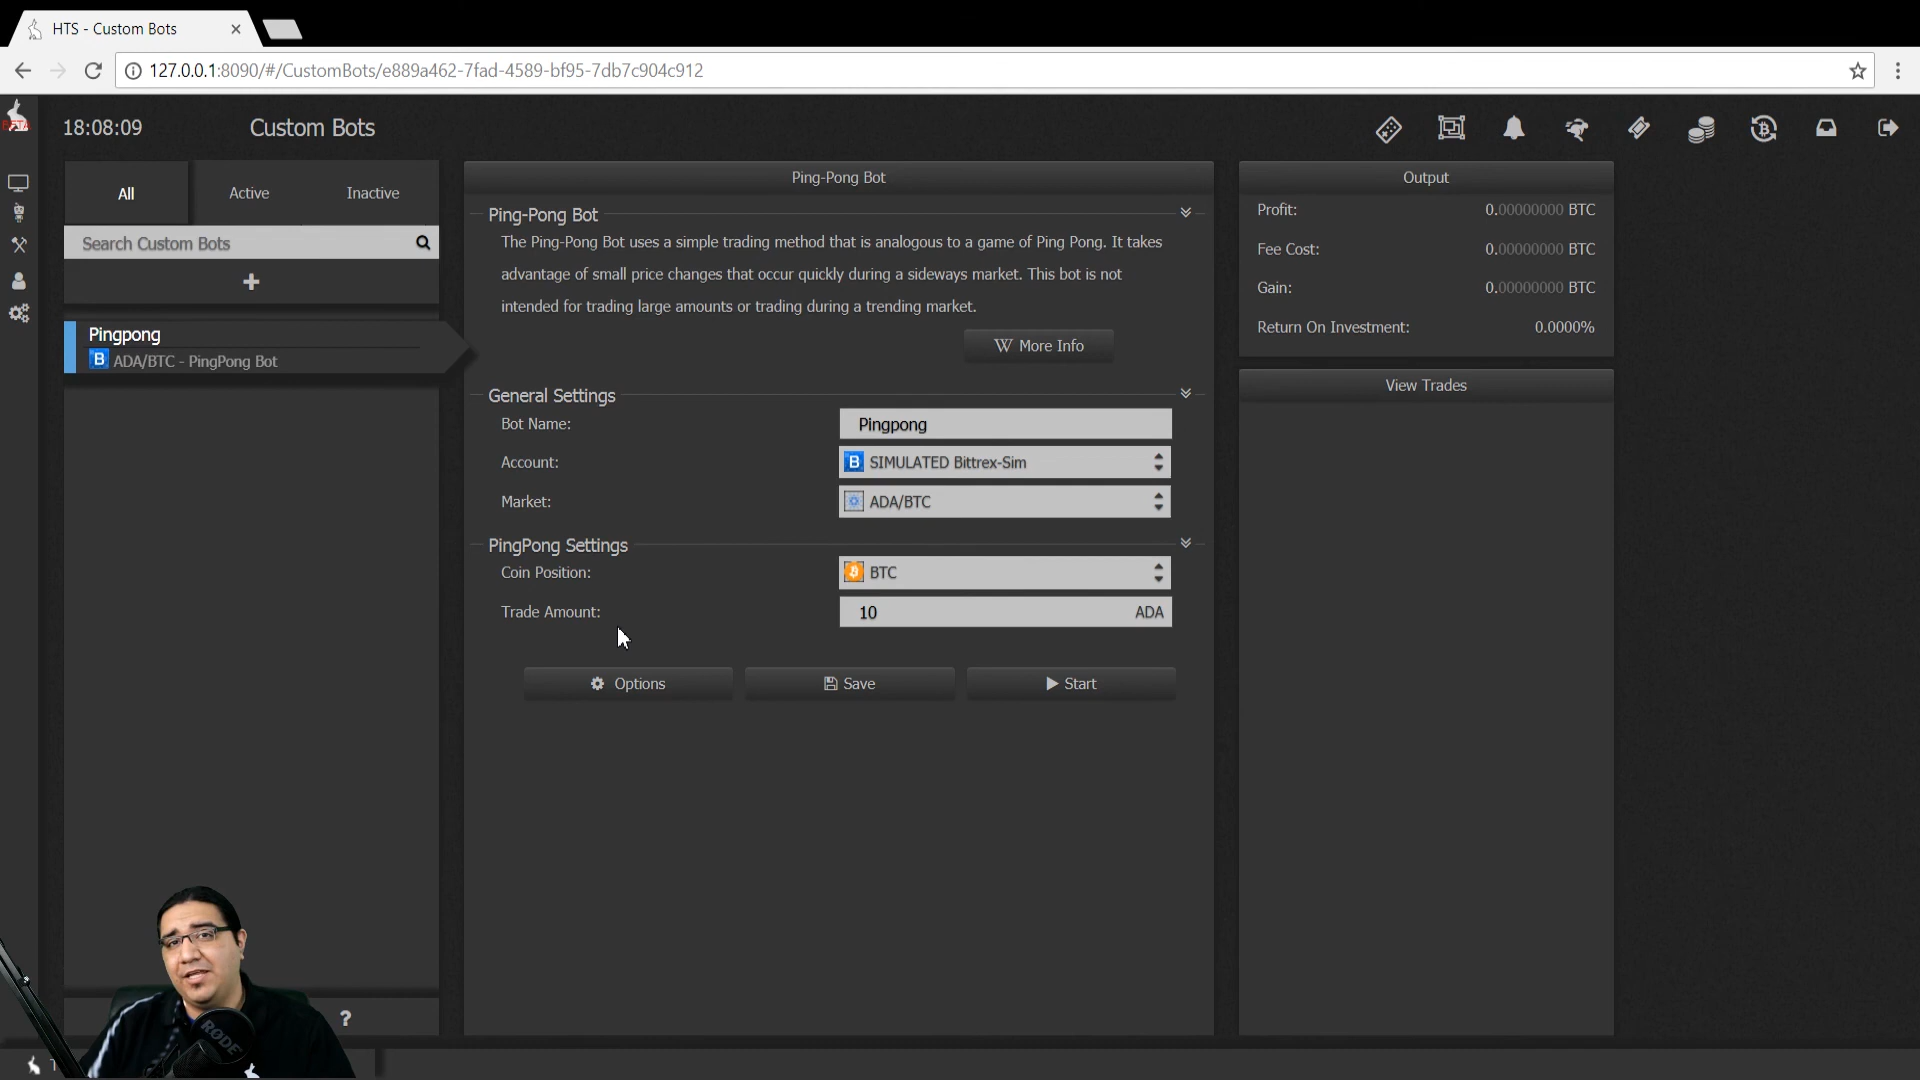 HTS - Custom Bots
127.0.0.1:8090/#/CustomBots/e889a462-7fad-4589-bf95-7db7c904c912
BETA
18:08:09
Custom Bots
All
Active
Inactive
Search Custom Bots
Pingpong
B ADA/BTC - PingPong Bot
Ping-Pong Bot
Ping-Pong Bot
The Ping-Pong Bot uses a simple trading method that is analogous to a game of Ping Pong. It takes
advantage of small price changes that occur quickly during a sideways market. This bot is not
intended for trading large amounts or trading during a trending market.
W More Info
General Settings
Bot Name: Pingpong
Account: B SIMULATED Bittrex-Sim
Market: ADA/BTC
PingPong Settings
Coin Position: BTC
Trade Amount: 10 ADA
Options
Save
Start
Output
Profit: 0.00000000 BTC
Fee Cost: 0.00000000 BTC
Gain: 0.00000000 BTC
Return On Investment: 0.0000%
View Trades
?
RØDE